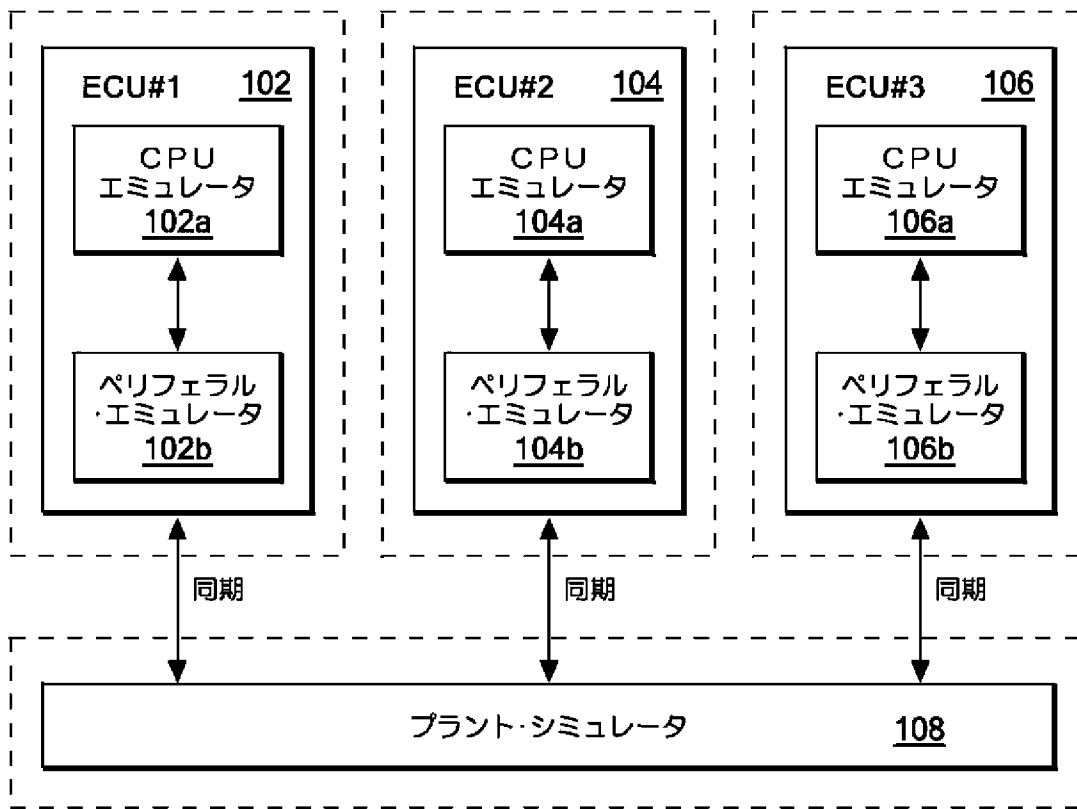 ECU#1 102
CPU
エミュレータ
102a
ペリフェラル
・エミュレータ
102b
ECU#2 104
CPU
エミュレータ
104a
ペリフェラル
・エミュレータ
104b
ECU#3 106
CPU
エミュレータ
106a
ペリフェラル
・エミュレータ
106b
同期
同期
同期
プラント・シミュレータ 108